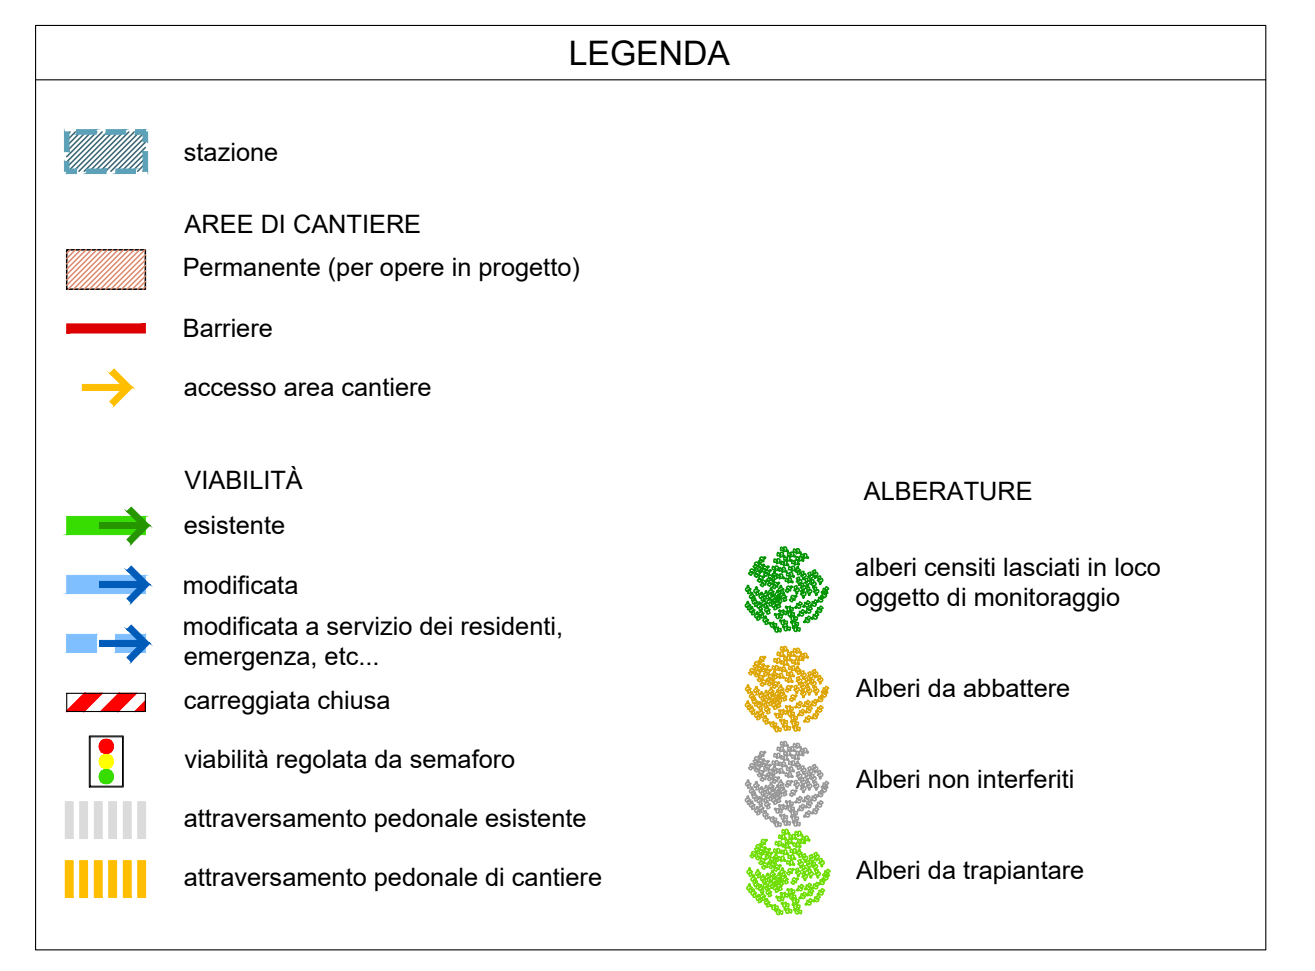 LEGENDA
stazione
AREE DI CANTIERE
Permanente (per opere in progetto)
Barriere
accesso area cantiere
VIABILITÀ
esistente
modificata
modificata a servizio dei residenti,
emergenza, etc...
carreggiata chiusa
viabilità regolata da semaforo
attraversamento pedonale esistente
attraversamento pedonale di cantiere
ALBERATURE
alberi censiti lasciati in loco
oggetto di monitoraggio
Alberi da abbattere
Alberi non interferiti
Alberi da trapiantare